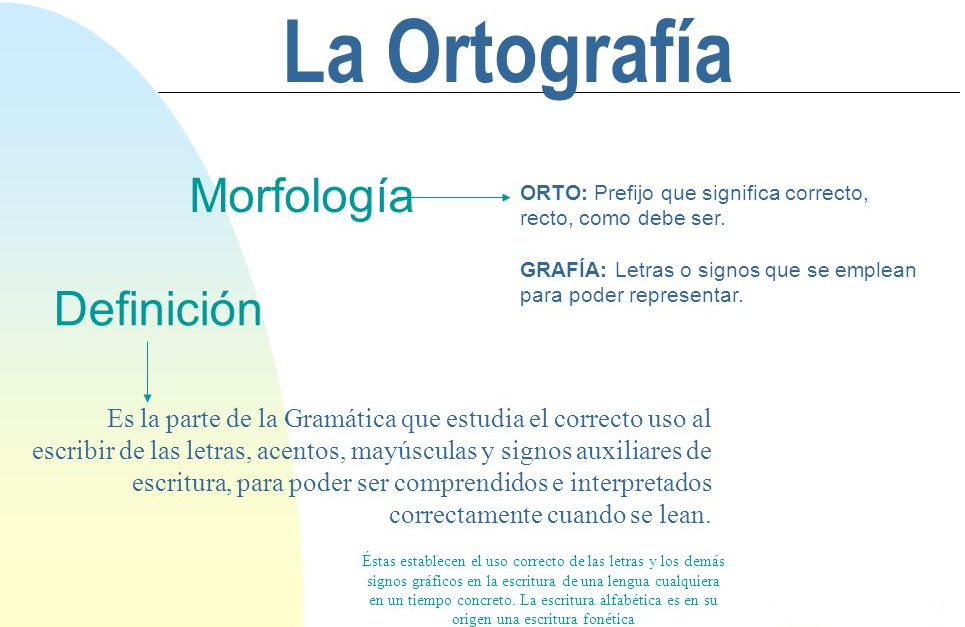 La Ortografía
Morfología
ORTO: Prefijo que significa correcto,
recto, como debe ser.
GRAFÍA: Letras o signos que se emplean
para poder representar.
Definición
Es la parte de la Gramática que estudia el correcto uso al
escribir de las letras, acentos, mayúsculas y signos auxiliares de
escritura, para poder ser comprendidos e interpretados
correctamente cuando se lean.
Éstas establecen el uso correcto de las letras y los demás
signos gráficos en la escritura de una lengua cualquiera
en un tiempo concreto. La escritura alfabética es en su
origen una escritura fonética